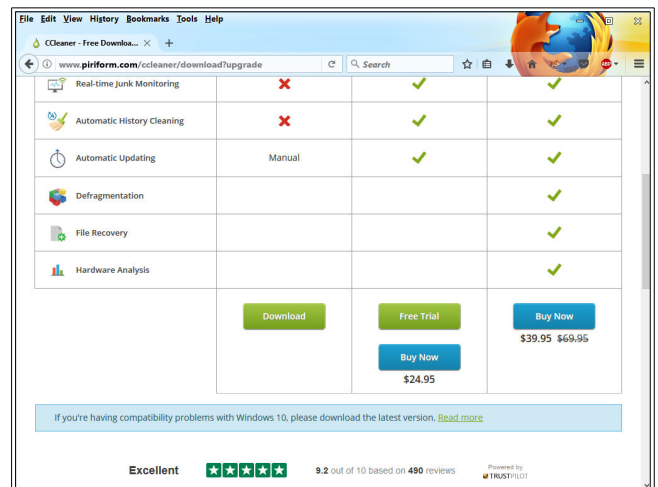 File Edit View History Bookmarks Tools Help
CCleaner - Free Downloa... × +
www.piriform.com/ccleaner/download?upgrade Search ABP
Real-time Junk Monitoring
Automatic History Cleaning
Automatic Updating Manual
Defragmentation
File Recovery
Hardware Analysis
Download Free Trial Buy Now
$39.95 $69.95
Buy Now
$24.95
If you're having compatibility problems with Windows 10, please download the latest version. Read more
Excellent 9.2 out of 10 based on 490 reviews Powered by
TRUSTPILOT